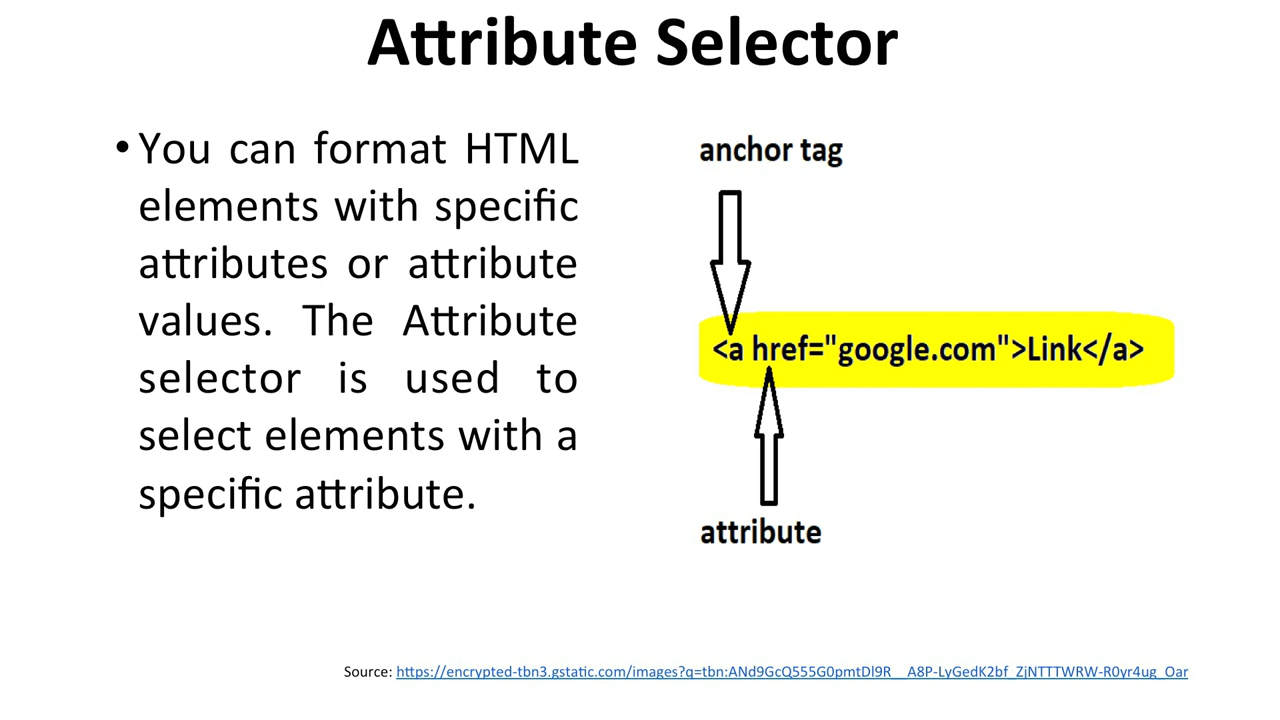 Attribute Selector
• You can format HTML
elements with specific
attributes or attribute
values. The Attribute
selector is used to
select elements with a
specific attribute.
anchor tag
<a href="google.com">Link</a>
attribute
Source: https://encrypted-tbn3.gstatic.com/images?q=tbn:ANd9GcQ555G0pmtDl9R__A8P-LyGedK2bf_ZjNTTTWRW-R0yr4ug_Oar